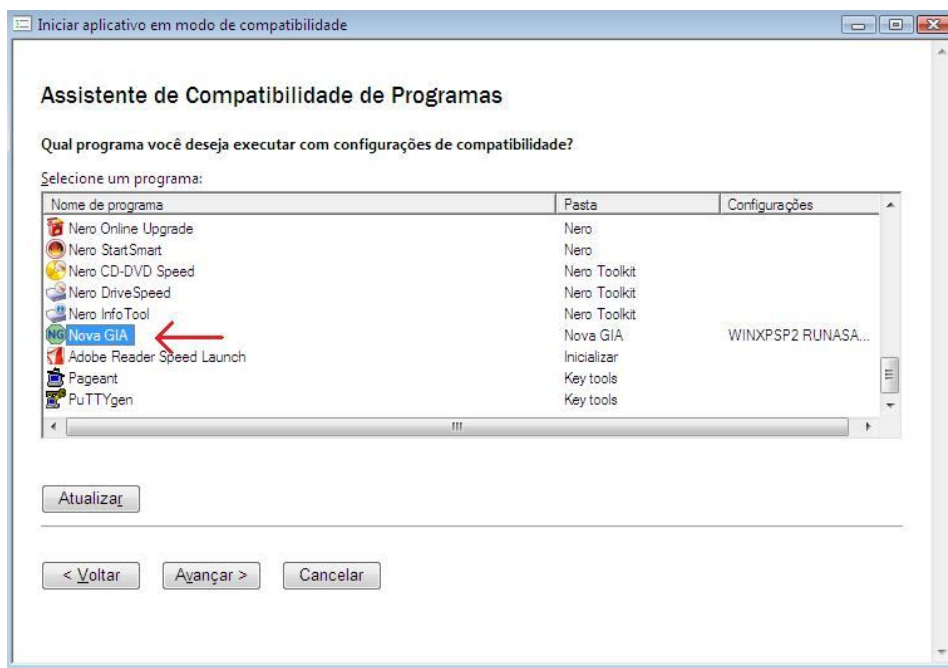 Iniciar aplicativo em modo de compatibilidade
Assistente de Compatibilidade de Programas
Qual programa você deseja executar com configurações de compatibilidade?
Selecione um programa:
Nome de programa Pasta Configurações
Nero Online Upgrade Nero
Nero StartSmart Nero
Nero CD-DVD Speed Nero Toolkit
Nero DriveSpeed Nero Toolkit
Nero InfoTool Nero Toolkit
NG Nova GIA Nova GIA WINXPSP2 RUNASA...
Adobe Reader Speed Launch Inicializar
Pageant Key tools
PuTTYgen Key tools
Atualizar
< Voltar Avançar > Cancelar